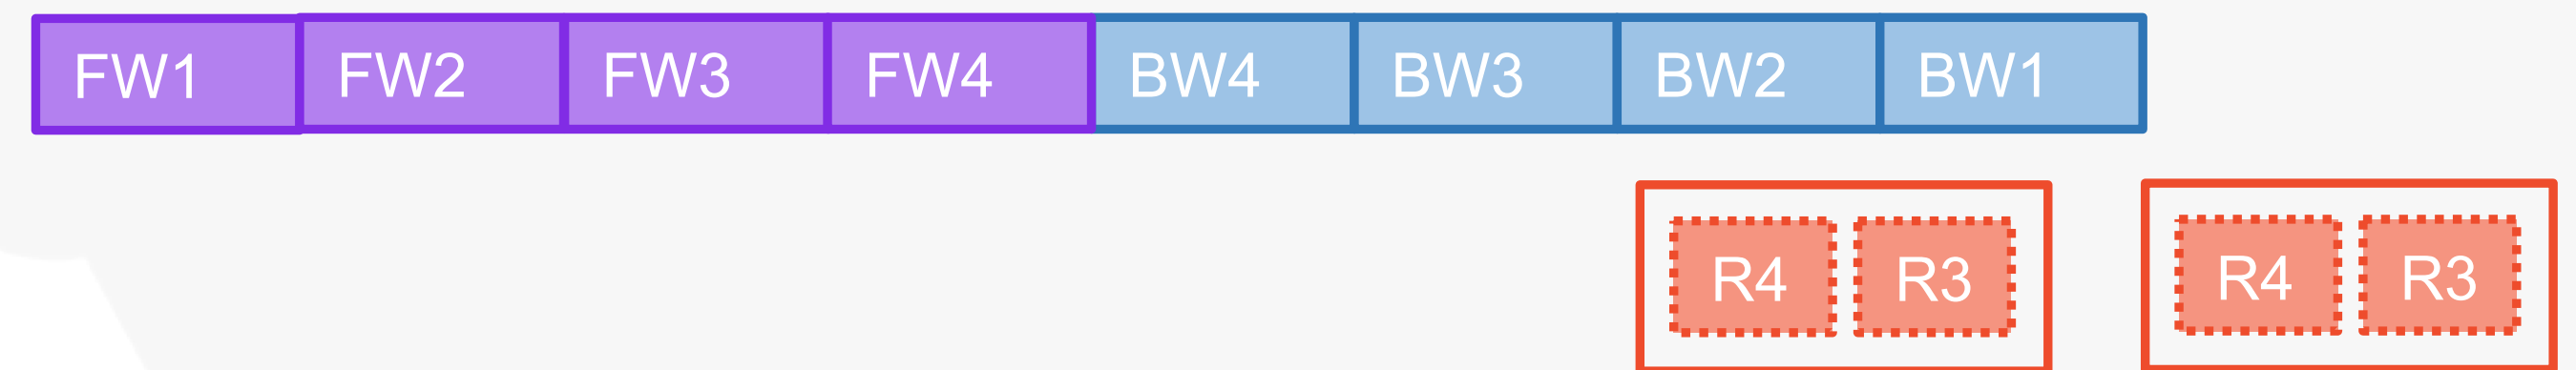 FW1 FW2 FW3 FW4 BW4 BW3 BW2 BW1
R4 R3 R4 R3